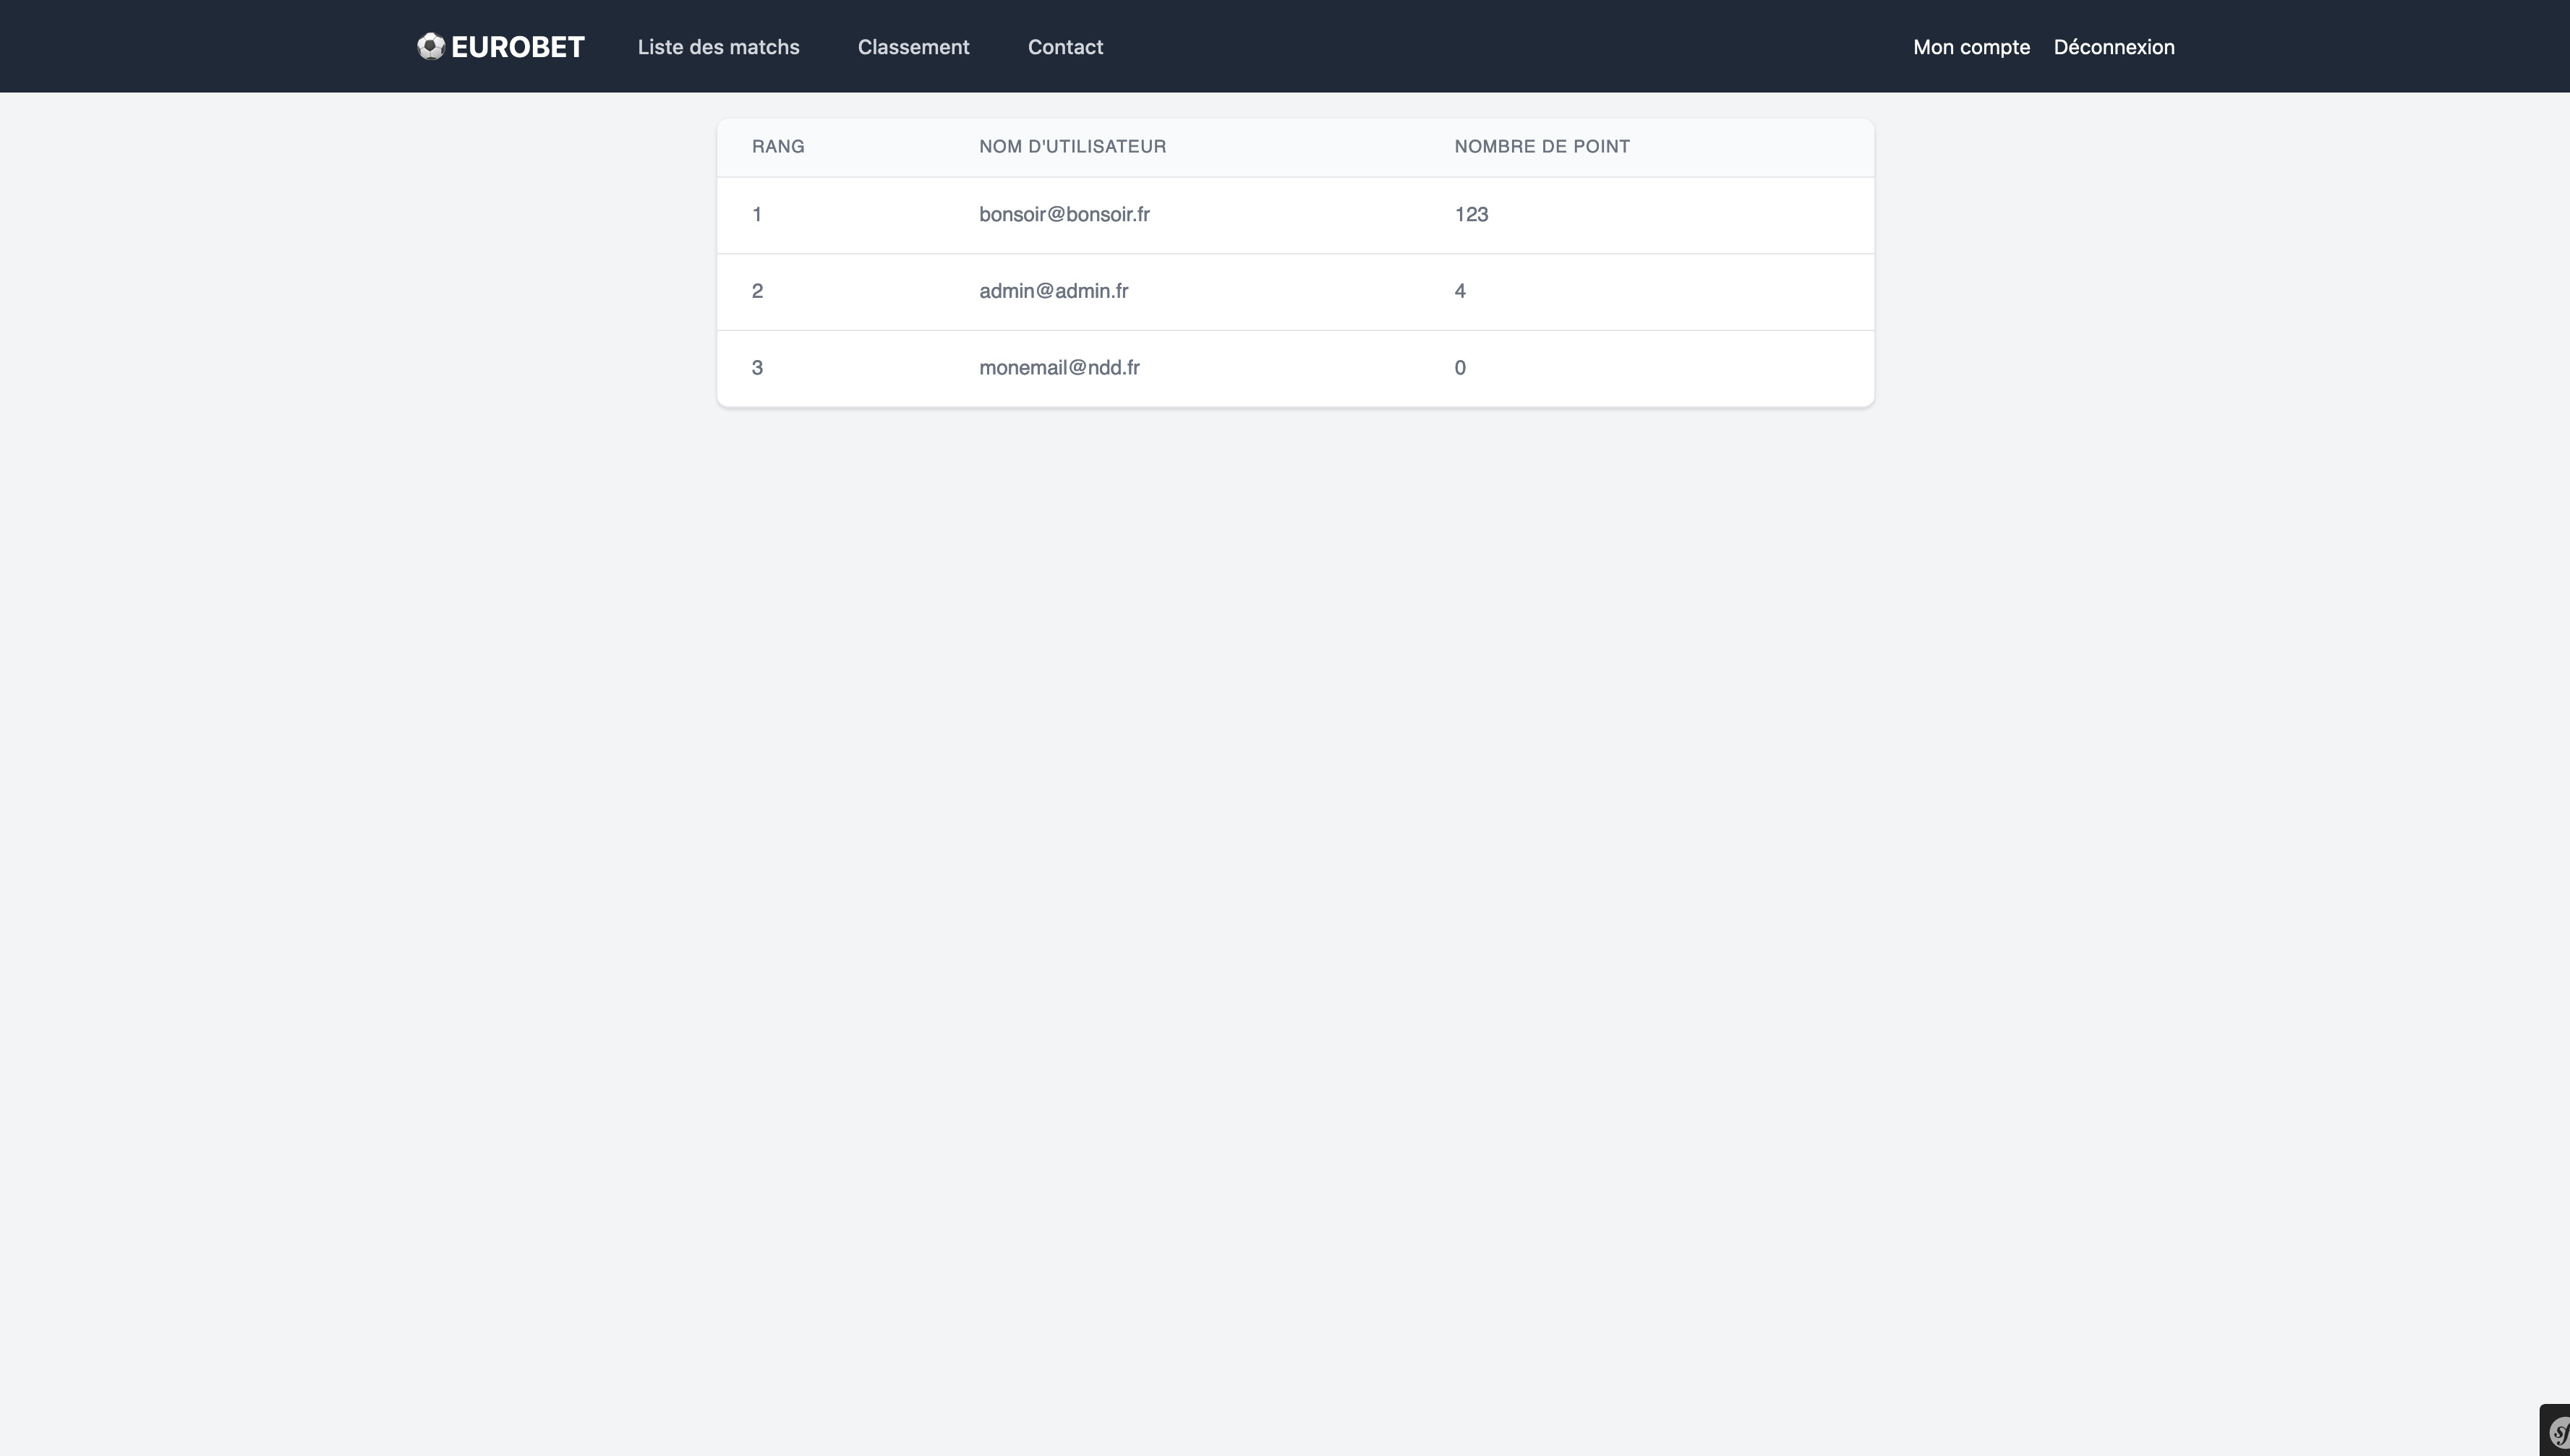 EUROBET Liste des matchs Classement Contact Mon compte Déconnexion
RANG NOM D'UTILISATEUR NOMBRE DE POINT
1 bonsoir@bonsoir.fr 123
2 admin@admin.fr 4
3 monemail@ndd.fr 0
sf